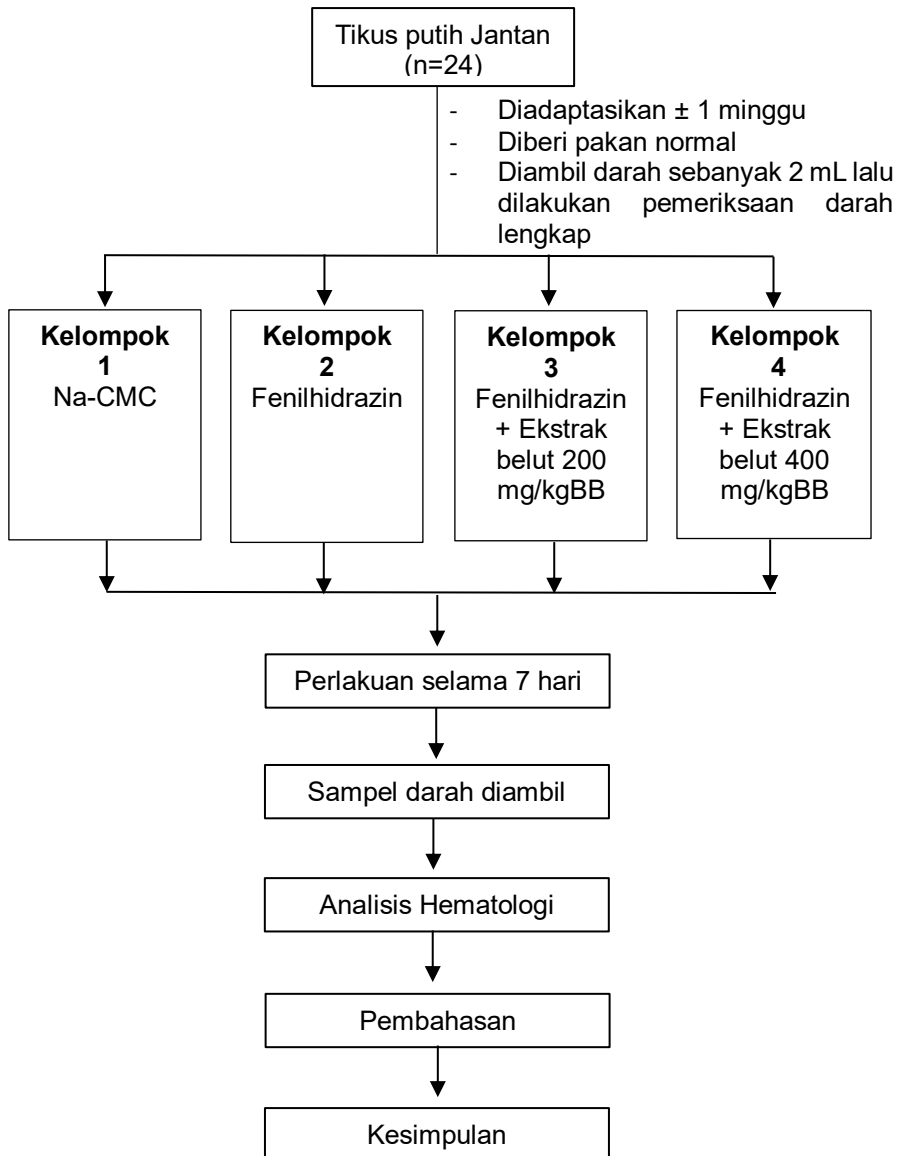 Tikus putih Jantan
(n=24)
- Diadaptasikan ± 1 minggu
- Diberi pakan normal
- Diambil darah sebanyak 2 mL lalu
dilakukan pemeriksaan darah
lengkap
Kelompok
1
Na-CMC
Kelompok
2
Fenilhidrazin
Kelompok
3
Fenilhidrazin
+ Ekstrak
belut 200
mg/kgBB
Kelompok
4
Fenilhidrazin
+ Ekstrak
belut 400
mg/kgBB
Perlakuan selama 7 hari
Sampel darah diambil
Analisis Hematologi
Pembahasan
Kesimpulan